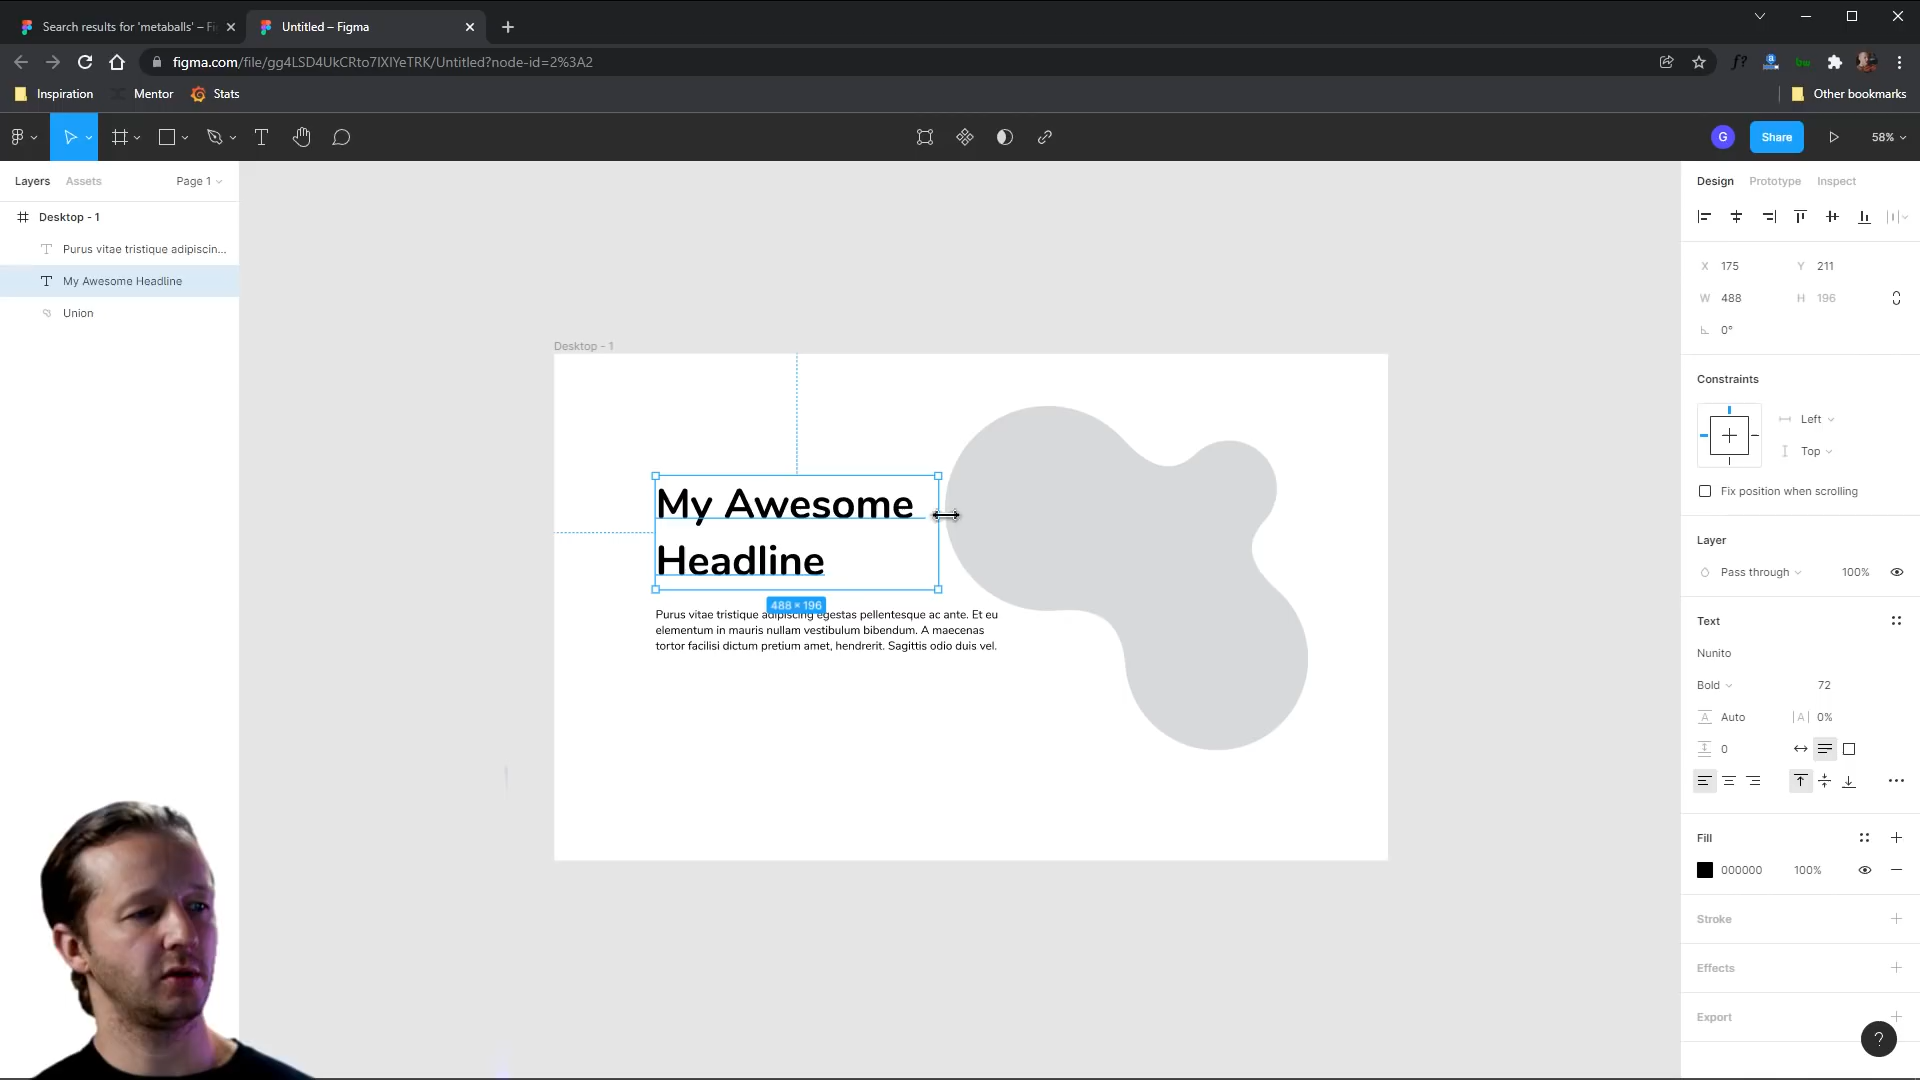 Search results for 'metaballs' – Fi
Untitled – Figma
figma.com/file/gg4LSD4UkCRto7IXIYeTRK/Untitled?node-id=2%3A2
f?
bw
Inspiration
Mentor
Stats
Other bookmarks
G
Share
58%
Layers
Assets
Page 1
Design
Prototype
Inspect
Desktop - 1
Purus vitae tristique adipiscin...
My Awesome Headline
Union
X 175
Y 211
W 488
H 196
0°
Desktop - 1
My Awesome
Headline
488 × 196
Purus vitae tristique adipiscing egestas pellentesque ac ante. Et eu
elementum in mauris nullam vestibulum bibendum. A maecenas
tortor facilisi dictum pretium amet, hendrerit. Sagittis odio duis vel.
Constraints
Left
Top
Fix position when scrolling
Layer
Pass through
100%
Text
Nunito
Bold
72
A Auto
|A| 0%
0
Fill
000000
100%
Stroke
Effects
Export
?